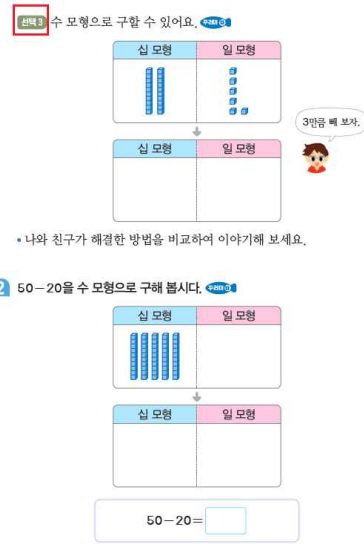 선택 3 수 모형으로 구할 수 있어요.
십 모형 일 모형
3만큼 빼 보자.
십 모형 일 모형
• 나와 친구가 해결한 방법을 비교하여 이야기해 보세요.
2 50-20을 수 모형으로 구해 봅시다.
십 모형 일 모형
십 모형 일 모형
50-20=